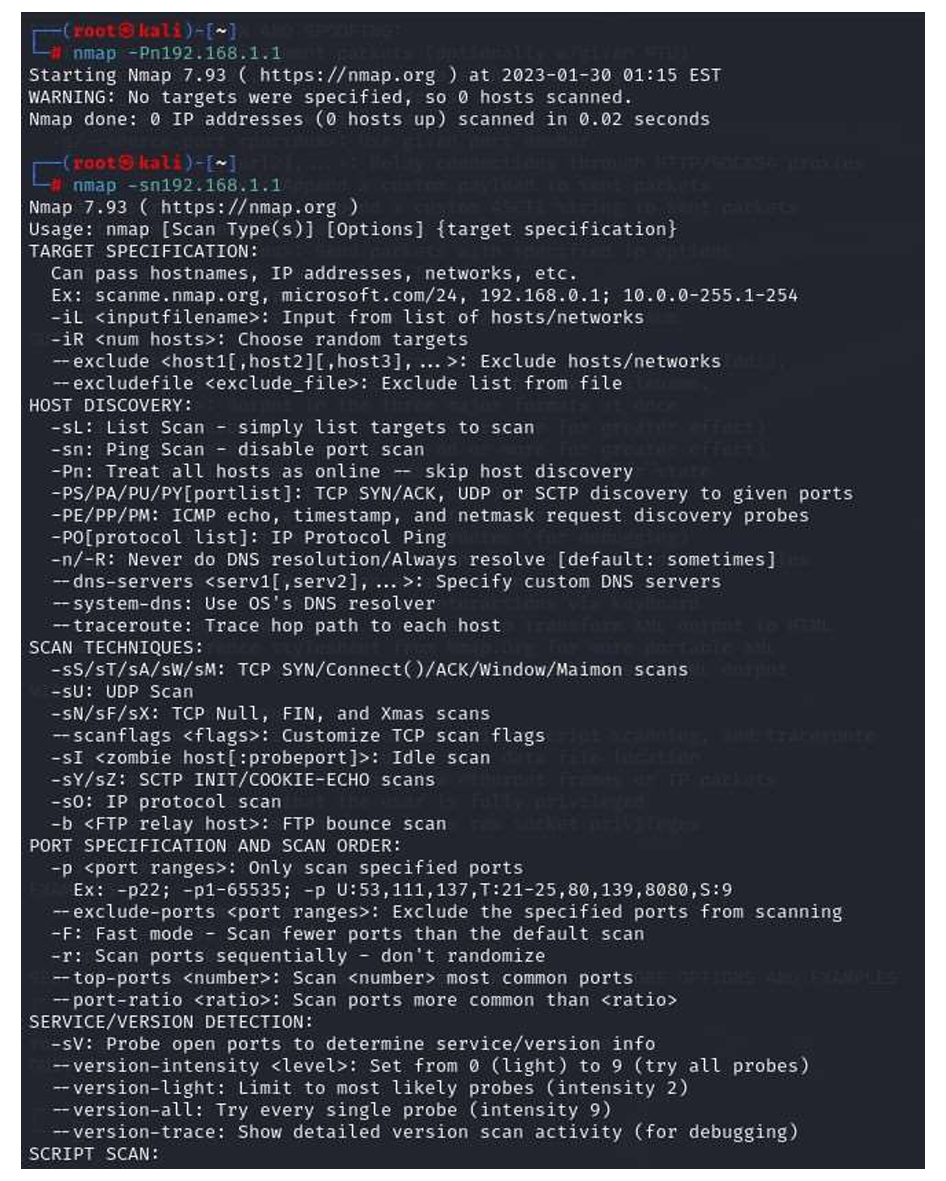 ┌──(root㉿kali)-[~]
└─# nmap -Pn192.168.1.1
Starting Nmap 7.93 ( https://nmap.org ) at 2023-01-30 01:15 EST
WARNING: No targets were specified, so 0 hosts scanned.
Nmap done: 0 IP addresses (0 hosts up) scanned in 0.02 seconds
┌──(root㉿kali)-[~]
└─# nmap -sn192.168.1.1
Nmap 7.93 ( https://nmap.org )
Usage: nmap [Scan Type(s)] [Options] {target specification}
TARGET SPECIFICATION:
  Can pass hostnames, IP addresses, networks, etc.
  Ex: scanme.nmap.org, microsoft.com/24, 192.168.0.1; 10.0.0-255.1-254
  -iL <inputfilename>: Input from list of hosts/networks
  -iR <num hosts>: Choose random targets
  --exclude <host1[,host2][,host3],...>: Exclude hosts/networks
  --excludefile <exclude_file>: Exclude list from file
HOST DISCOVERY:
  -sL: List Scan - simply list targets to scan
  -sn: Ping Scan - disable port scan
  -Pn: Treat all hosts as online -- skip host discovery
  -PS/PA/PU/PY[portlist]: TCP SYN/ACK, UDP or SCTP discovery to given ports
  -PE/PP/PM: ICMP echo, timestamp, and netmask request discovery probes
  -PO[protocol list]: IP Protocol Ping
  -n/-R: Never do DNS resolution/Always resolve [default: sometimes]
  --dns-servers <serv1[,serv2],...>: Specify custom DNS servers
  --system-dns: Use OS's DNS resolver
  --traceroute: Trace hop path to each host
SCAN TECHNIQUES:
  -sS/sT/sA/sW/sM: TCP SYN/Connect()/ACK/Window/Maimon scans
  -sU: UDP Scan
  -sN/sF/sX: TCP Null, FIN, and Xmas scans
  --scanflags <flags>: Customize TCP scan flags
  -sI <zombie host[:probeport]>: Idle scan
  -sY/sZ: SCTP INIT/COOKIE-ECHO scans
  -sO: IP protocol scan
  -b <FTP relay host>: FTP bounce scan
PORT SPECIFICATION AND SCAN ORDER:
  -p <port ranges>: Only scan specified ports
    Ex: -p22; -p1-65535; -p U:53,111,137,T:21-25,80,139,8080,S:9
  --exclude-ports <port ranges>: Exclude the specified ports from scanning
  -F: Fast mode - Scan fewer ports than the default scan
  -r: Scan ports sequentially - don't randomize
  --top-ports <number>: Scan <number> most common ports
  --port-ratio <ratio>: Scan ports more common than <ratio>
SERVICE/VERSION DETECTION:
  -sV: Probe open ports to determine service/version info
  --version-intensity <level>: Set from 0 (light) to 9 (try all probes)
  --version-light: Limit to most likely probes (intensity 2)
  --version-all: Try every single probe (intensity 9)
  --version-trace: Show detailed version scan activity (for debugging)
SCRIPT SCAN: